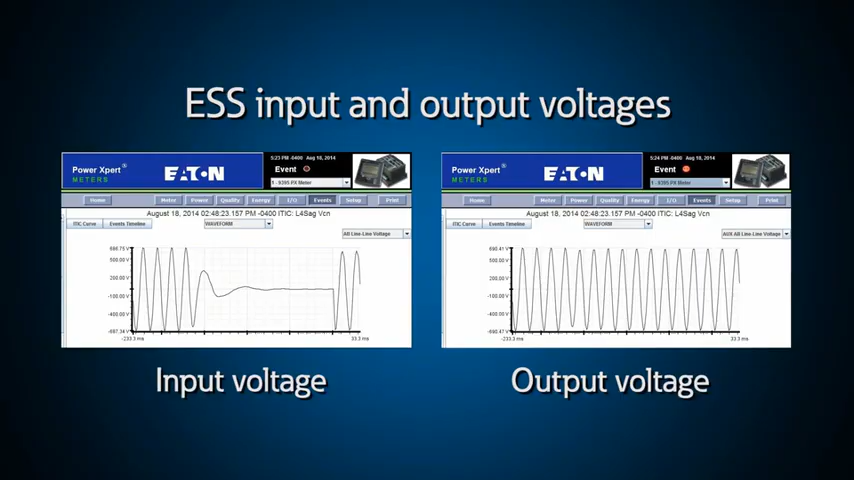 ESS input and output voltages
Power Xpert®
METERS
EATON
5:23 PM -0400 Aug 18, 2014
Event
1 - 9395 PX Meter
Home Meter Power Quality Energy I/O Events Setup Print
August 18, 2014 02:48:23.157 PM -0400 ITIC: L4Sag Vcn
ITIC Curve Events Timeline WAVEFORM
AB Line-Line Voltage
500.00 V
200.00 V
-100.00 V
-400.00 V
-233.3 ms 33.3 ms
Input voltage
Power Xpert®
METERS
EATON
5:24 PM -0400 Aug 18, 2014
Event
1 - 9395 PX Meter
Home Meter Power Quality Energy I/O Events Setup Print
August 18, 2014 02:48:23.157 PM -0400 ITIC: L4Sag Vcn
ITIC Curve Events Timeline WAVEFORM
AUX AB Line-Line Voltage
690.41 V
500.00 V
200.00 V
-100.00 V
-400.00 V
-690.47 V
-233.3 ms 33.3 ms
Output voltage